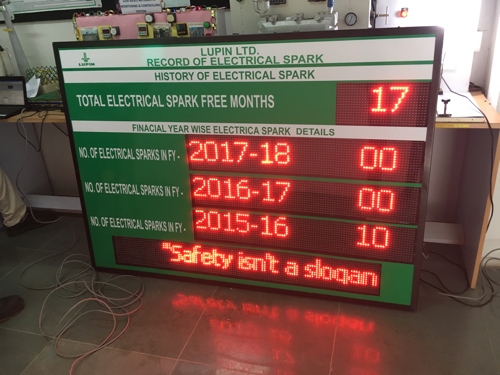 LUPIN
LUPIN LTD.
RECORD OF ELECTRICAL SPARK
HISTORY OF ELECTRICAL SPARK
TOTAL ELECTRICAL SPARK FREE MONTHS 17
FINACIAL YEAR WISE ELECTRICA SPARK DETAILS
NO. OF ELECTRICAL SPARKS IN FY - 2017-18 00
NO. OF ELECTRICAL SPARKS IN FY - 2016-17 00
NO. OF ELECTRICAL SPARKS IN FY - 2015-16 10
"Safety isn't a slogan